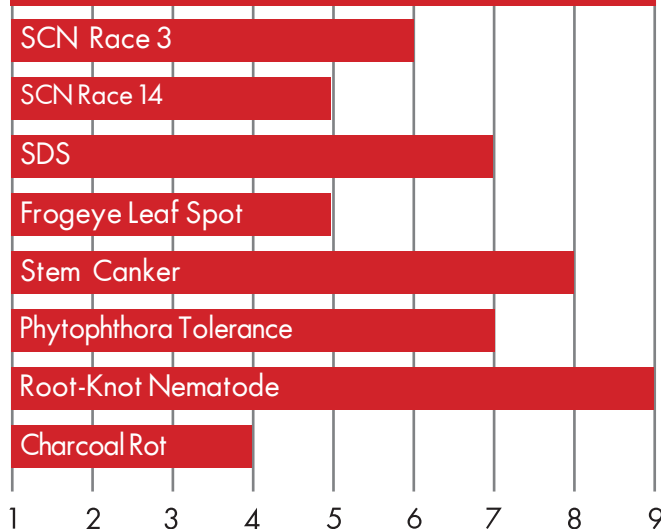 SCN Race 3
SCN Race 14
SDS
Frogeye Leaf Spot
Stem Canker
Phytophthora Tolerance
Root-Knot Nematode
Charcoal Rot
1 2 3 4 5 6 7 8 9